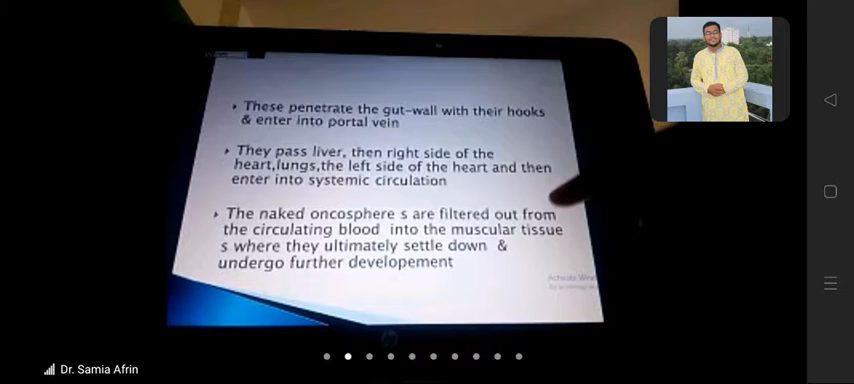 These penetrate the gut-wall with their hooks
& enter into portal vein
They pass liver, then right side of the
heart,lungs,the left side of the heart and then
enter into systemic circulation
The naked oncosphere s are filtered out from
the circulating blood into the muscular tissue
s where they ultimately settle down &
undergo further developement
Activate Win
Dr. Samia Afrin